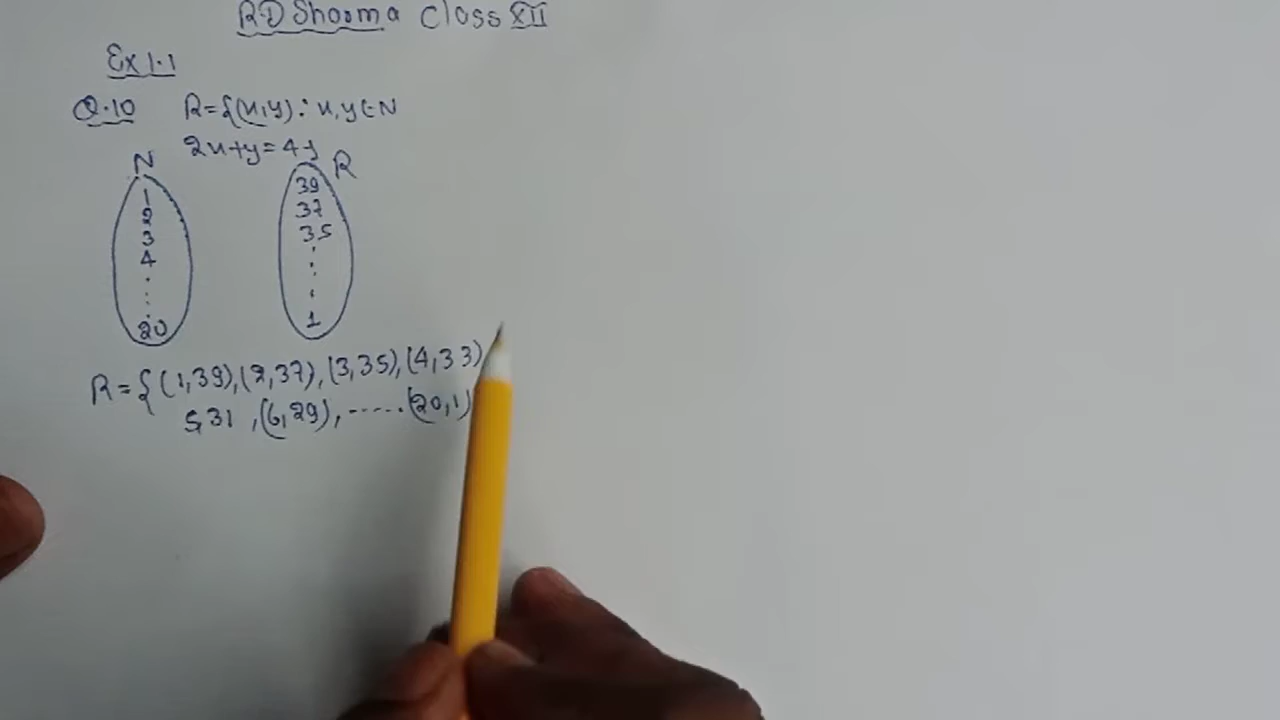 RD Sharma Class XII
Ex 1.1
Q.10 R={(x,y): x,y∈N
2x+y=41
N R
1 39
2 37
3 35
4 .
. .
. .
. .
20 1
R={(1,39),(2,37),(3,35),(4,33)
5,31 ,(6,29),.....(20,1)